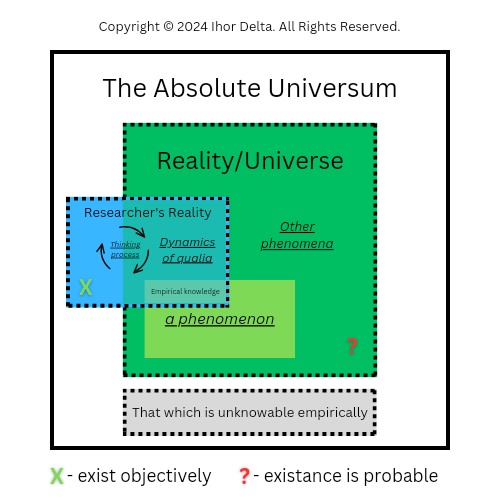 Copyright © 2024 Ihor Delta. All Rights Reserved.
The Absolute Universum
Reality/Universe
Researcher's Reality
Thinking
process
Dynamics
of qualia
Other
phenomena
X
Empirical knowledge
a phenomenon
?
That which is unknowable empirically
X - exist objectively
? - existance is probable